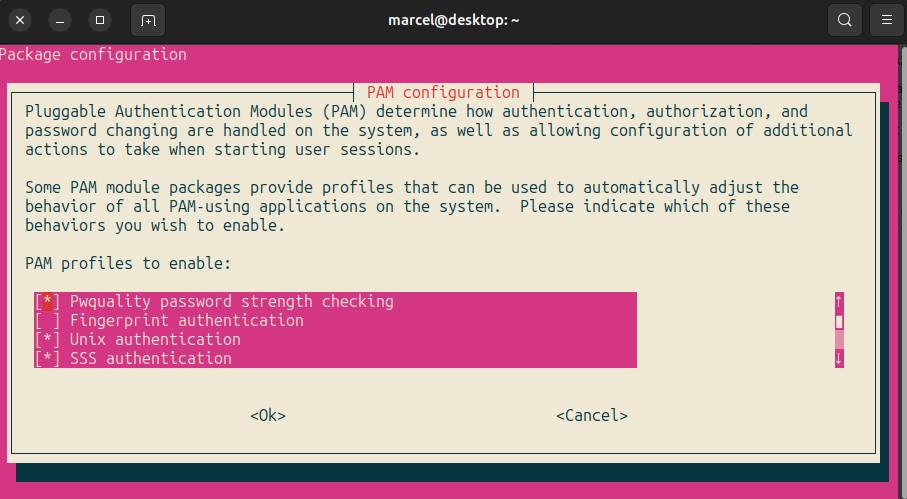 marcel@desktop: ~
Package configuration
PAM configuration
Pluggable Authentication Modules (PAM) determine how authentication, authorization, and
password changing are handled on the system, as well as allowing configuration of additional
actions to take when starting user sessions.
Some PAM module packages provide profiles that can be used to automatically adjust the
behavior of all PAM-using applications on the system.  Please indicate which of these
behaviors you wish to enable.
PAM profiles to enable:
[*] Pwquality password strength checking
[ ] Fingerprint authentication
[*] Unix authentication
[*] SSS authentication
<Ok> <Cancel>